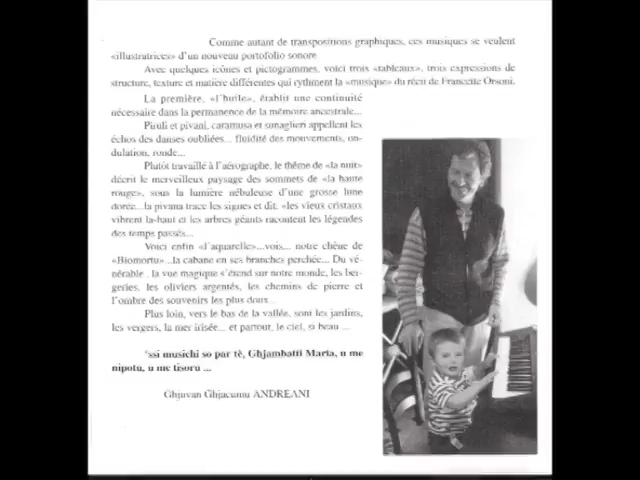 Comme autant de transpositions graphiques, ces musiques se veulent
«illustratrices» d'un nouveau portofolio sonore
Avec quelques icônes et pictogrammes, voici trois «tableaux», trois expressions de
structure, texture et matière différentes qui rythment la «musique» du récit de Francette Orsoni.
La première, «l'huile», établit une continuité
nécessaire dans la permanence de la mémoire ancestrale...
Piruli et pivani, caramusa et sunaglieri appellent les
échos des danses oubliées... fluidité des mouvements, on-
dulation, ronde...
Plutôt travaillé à l'aérographe, le thème de «la nuit»
décrit le merveilleux paysage des sommets de «la haute
rouge», sous la lumière nébuleuse d'une grosse lune
dorée...la pivana trace les signes et dit: «les vieux cristaux
vibrent la-haut et les arbres géants racontent les légendes
des temps passés...
Voici enfin «l'aquarelle»...vois... notre chêne de
«Biomortu»...la cabane en ses branches perchée... Du vé-
nérable , la vue magique s'étend sur notre monde, les ber-
geries, les oliviers argentés, les chemins de pierre et
l'ombre des souvenirs les plus doux...
Plus loin, vers le bas de la vallée, sont les jardins,
les vergers, la mer irisée... et partout, le ciel, si beau ...
'ssi musichi so par tè, Ghjambatti Maria, u me
nipotu, u me tisoru ...
Ghjuvan Ghjacumu ANDREANI